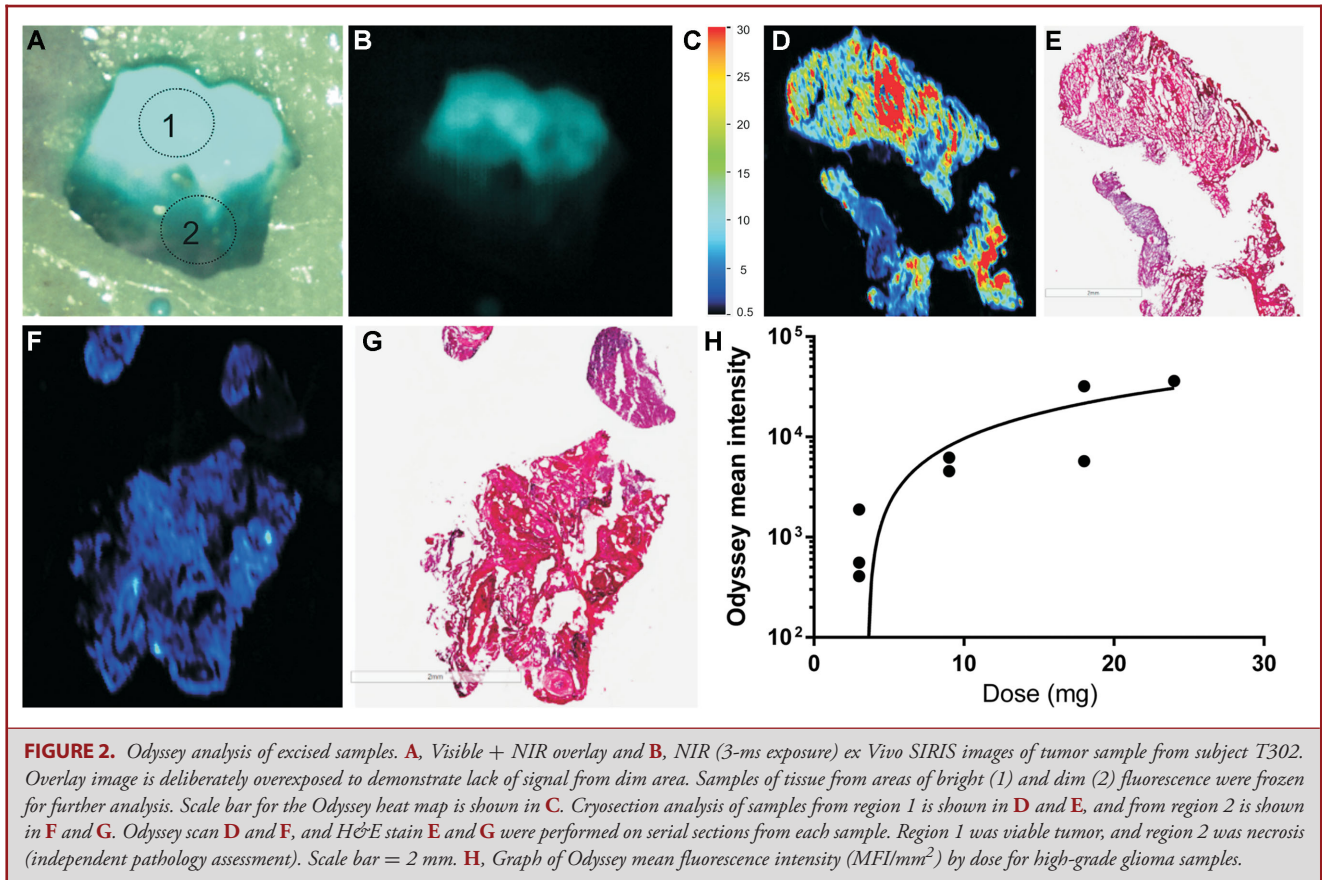 A
1
2
B
C
30
25
20
15
10
5
0.5
D
E
2mm
F
G
2mm
H
Odyssey mean intensity
10⁵
10⁴
10³
10²
0
10
20
30
Dose (mg)
FIGURE 2. Odyssey analysis of excised samples. A, Visible + NIR overlay and B, NIR (3-ms exposure) ex Vivo SIRIS images of tumor sample from subject T302.
Overlay image is deliberately overexposed to demonstrate lack of signal from dim area. Samples of tissue from areas of bright (1) and dim (2) fluorescence were frozen
for further analysis. Scale bar for the Odyssey heat map is shown in C. Cryosection analysis of samples from region 1 is shown in D and E, and from region 2 is shown
in F and G. Odyssey scan D and F, and H&E stain E and G were performed on serial sections from each sample. Region 1 was viable tumor, and region 2 was necrosis
(independent pathology assessment). Scale bar = 2 mm. H, Graph of Odyssey mean fluorescence intensity (MFI/mm²) by dose for high-grade glioma samples.